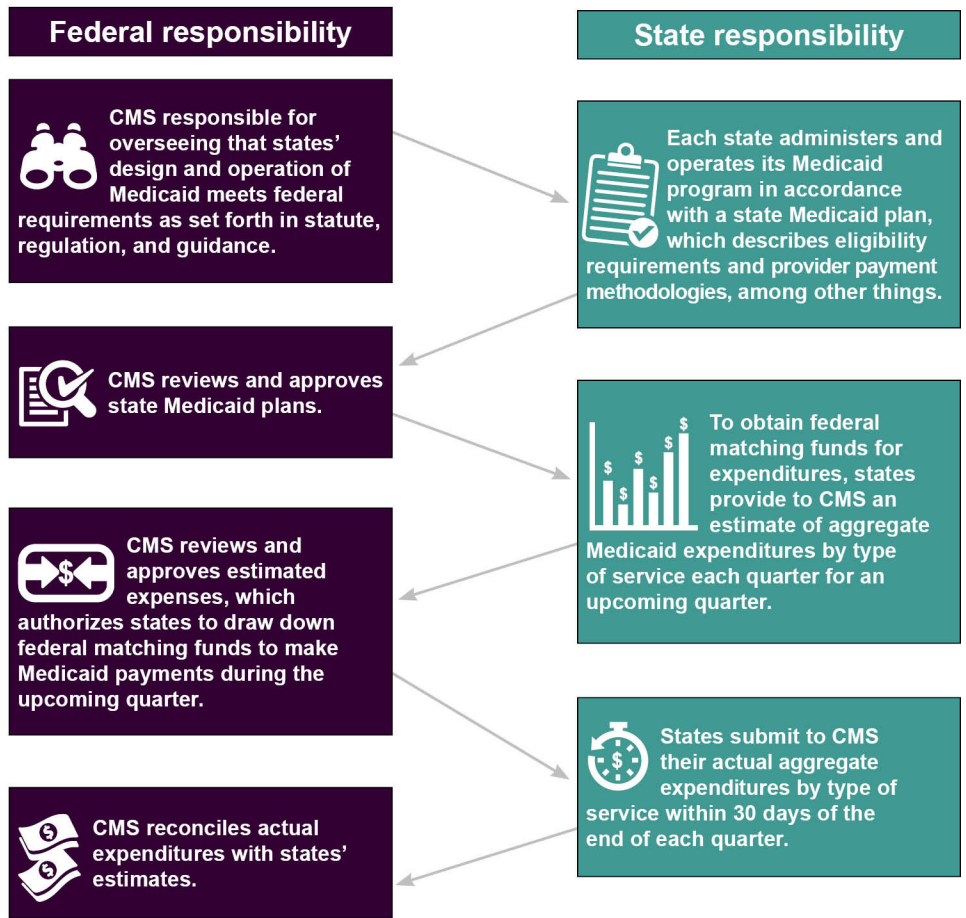 Federal responsibility
State responsibility
CMS responsible for
overseeing that states’
design and operation of
Medicaid meets federal
requirements as set forth in statute,
regulation, and guidance.
Each state administers and
operates its Medicaid
program in accordance
with a state Medicaid plan,
which describes eligibility
requirements and provider payment
methodologies, among other things.
CMS reviews and approves
state Medicaid plans.
$
$
$
$
$
$
To obtain federal
matching funds for
expenditures, states
provide to CMS an
estimate of aggregate
Medicaid expenditures by type
of service each quarter for an
upcoming quarter.
$
CMS reviews and
approves estimated
expenses, which
authorizes states to draw down
federal matching funds to make
Medicaid payments during the
upcoming quarter.
$
States submit to CMS
their actual aggregate
expenditures by type of
service within 30 days of the
end of each quarter.
$
$
CMS reconciles actual
expenditures with states’
estimates.